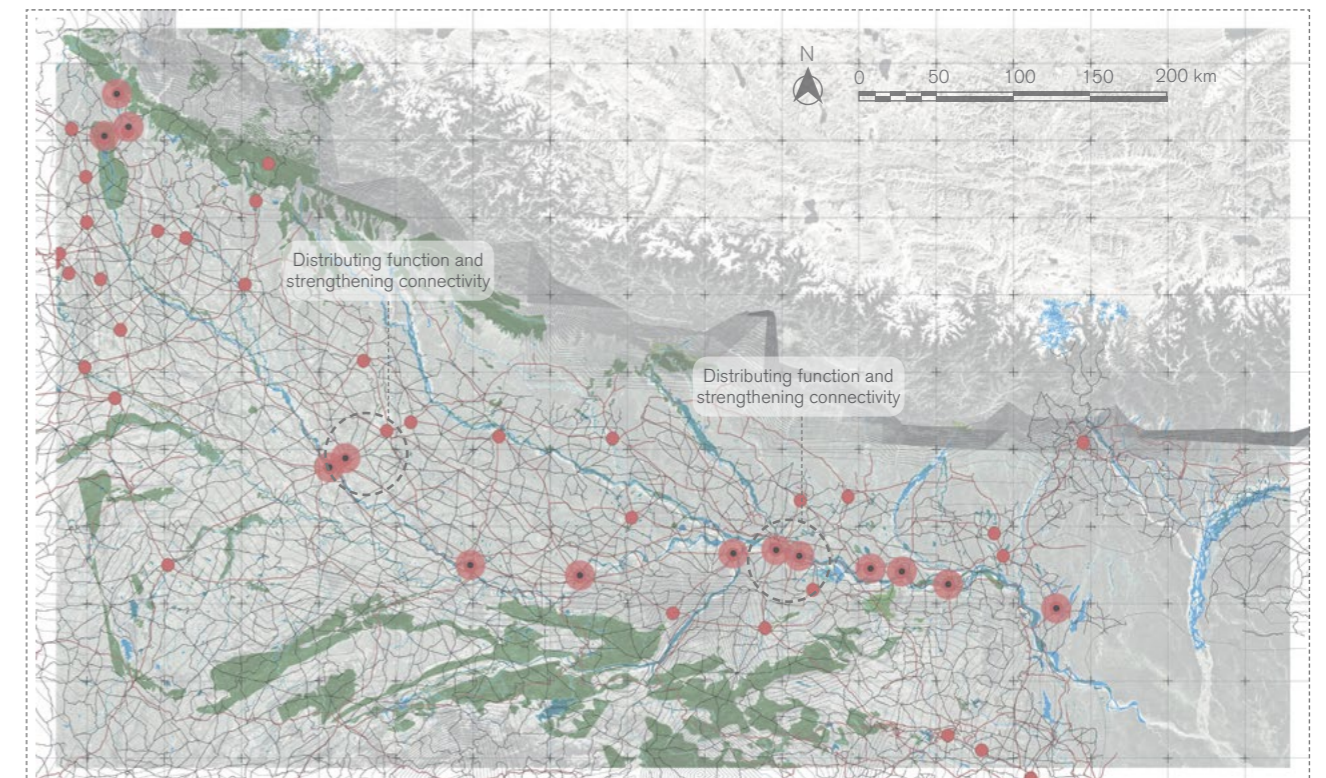 N
0 50 100 150 200 km
Distributing function and
strengthening connectivity
Distributing function and
strengthening connectivity